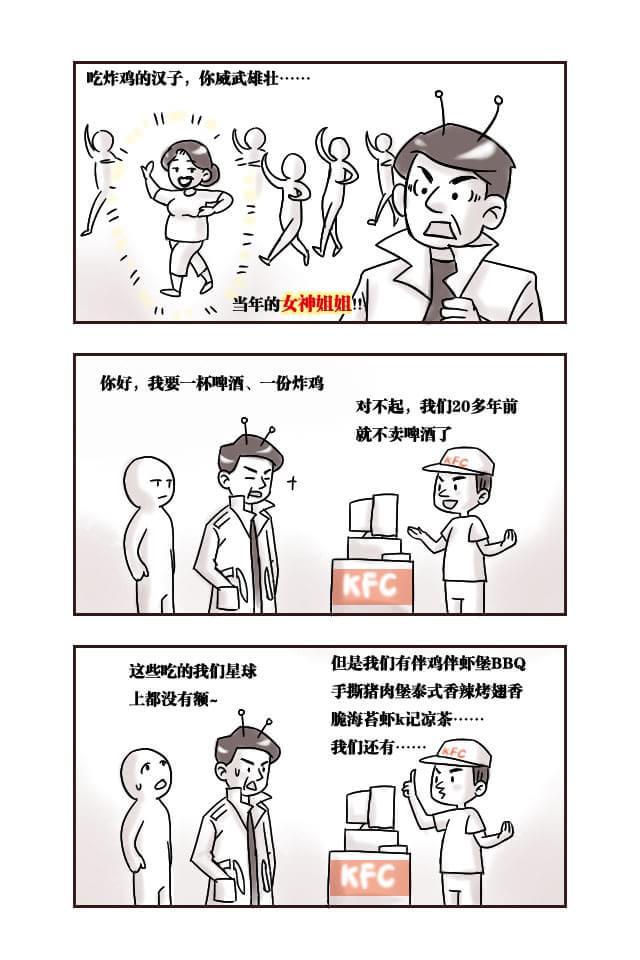 吃炸鸡的汉子，你威武雄壮……
当年的女神姐姐!!
你好，我要一杯啤酒、一份炸鸡
对不起，我们20多年前
就不卖啤酒了
KFC
KFC
这些吃的我们星球
上都没有额~
但是我们有伴鸡伴虾堡BBQ
手撕猪肉堡泰式香辣烤翅香
脆海苔虾k记凉茶……
我们还有……
KFC
KFC